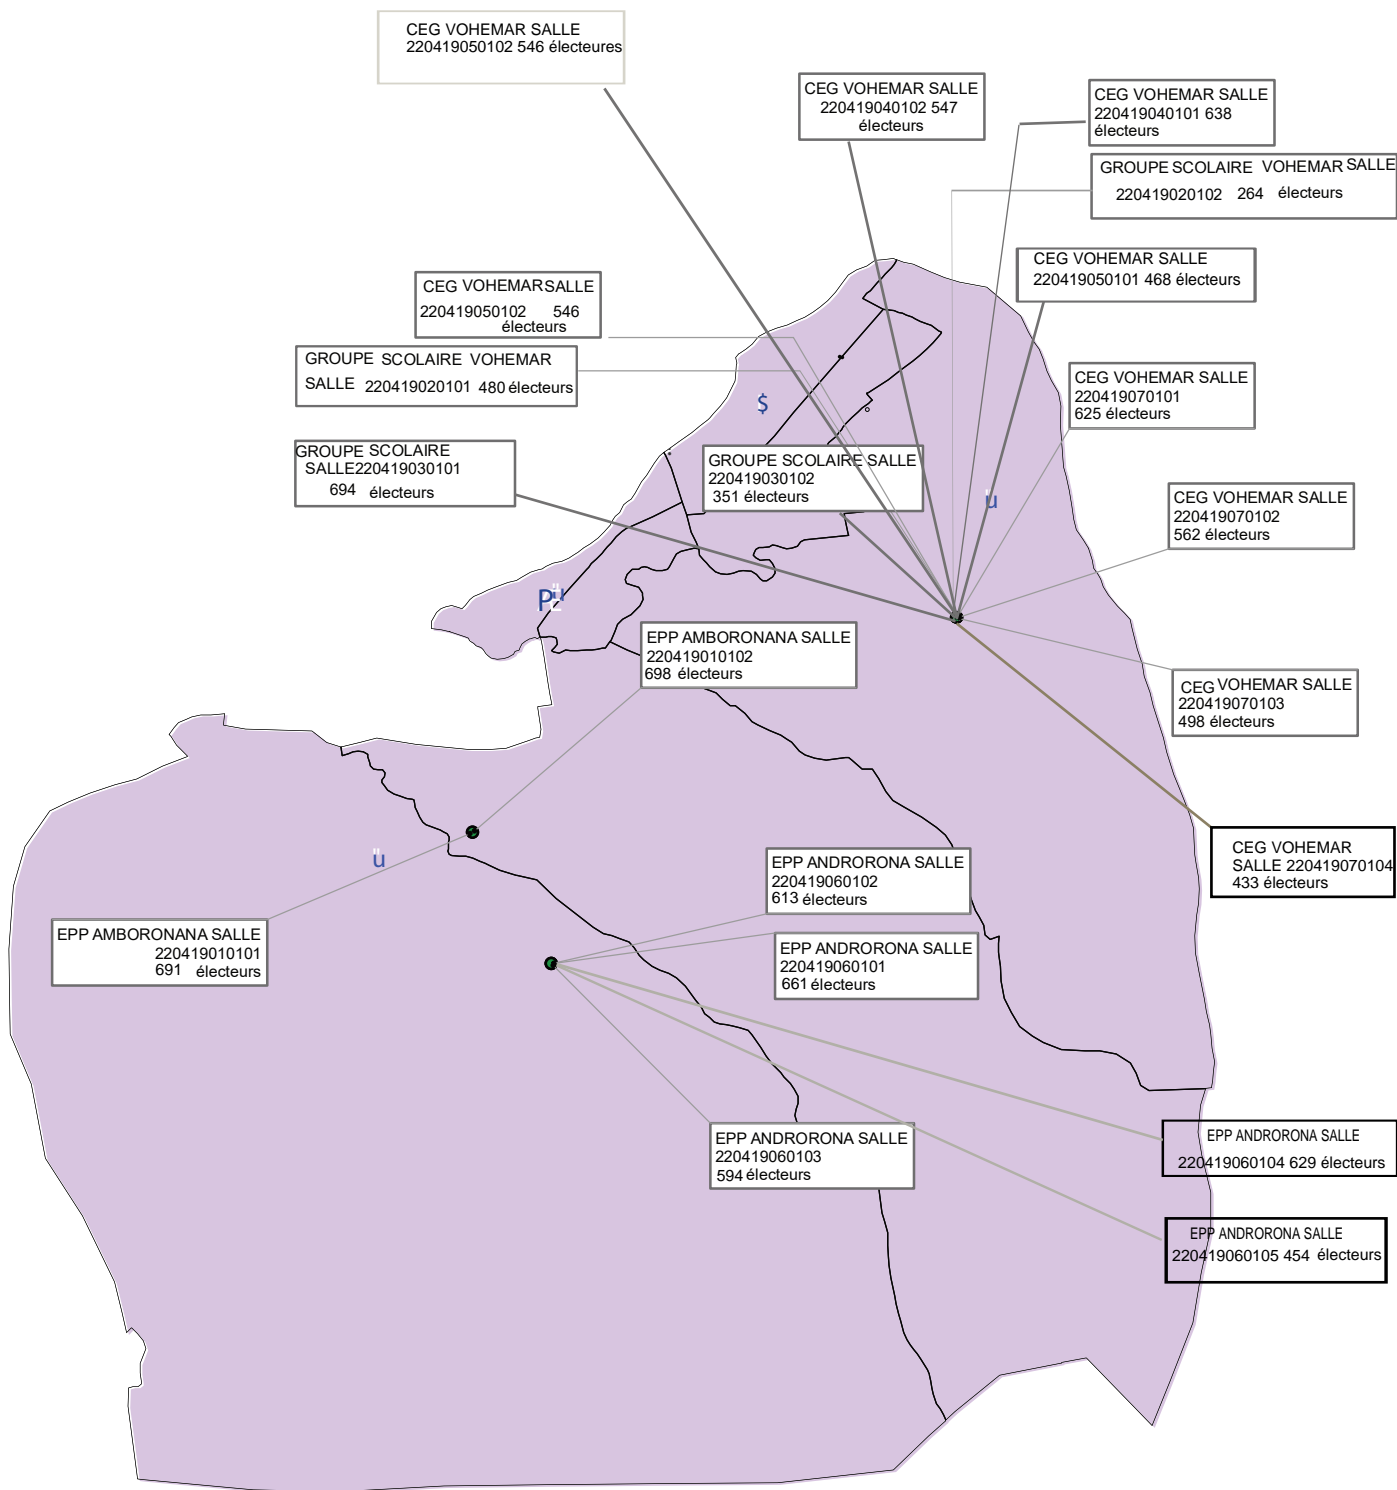 CEG VOHEMAR SALLE
220419050102 546 électeures
CEG VOHEMAR SALLE
220419040102 547
électeurs
CEG VOHEMAR SALLE
220419040101 638
électeurs
GROUPE SCOLAIRE VOHEMAR SALLE
220419020102 264 électeurs
CEG VOHEMAR SALLE
220419050101 468 électeurs
CEG VOHEMAR SALLE
220419050102 546
électeurs
GROUPE SCOLAIRE VOHEMAR
SALLE 220419020101 480 électeurs
CEG VOHEMAR SALLE
220419070101
625 électeurs
$
GROUPE SCOLAIRE
SALLE220419030101
694 électeurs
GROUPE SCOLAIRE SALLE
220419030102
351 électeurs
ü
CEG VOHEMAR SALLE
220419070102
562 électeurs
EPP AMBORONANA SALLE
220419010102
698 électeurs
CEG VOHEMAR SALLE
220419070103
498 électeurs
ü
CEG VOHEMAR
SALLE 220419070104
433 électeurs
EPP ANDRORONA SALLE
220419060102
613 électeurs
EPP AMBORONANA SALLE
220419010101
691 électeurs
EPP ANDRORONA SALLE
220419060101
661 électeurs
EPP ANDRORONA SALLE
220419060103
594 électeurs
EPP ANDRORONA SALLE
220419060104 629 électeurs
EPP ANDRORONA SALLE
220419060105 454 électeurs